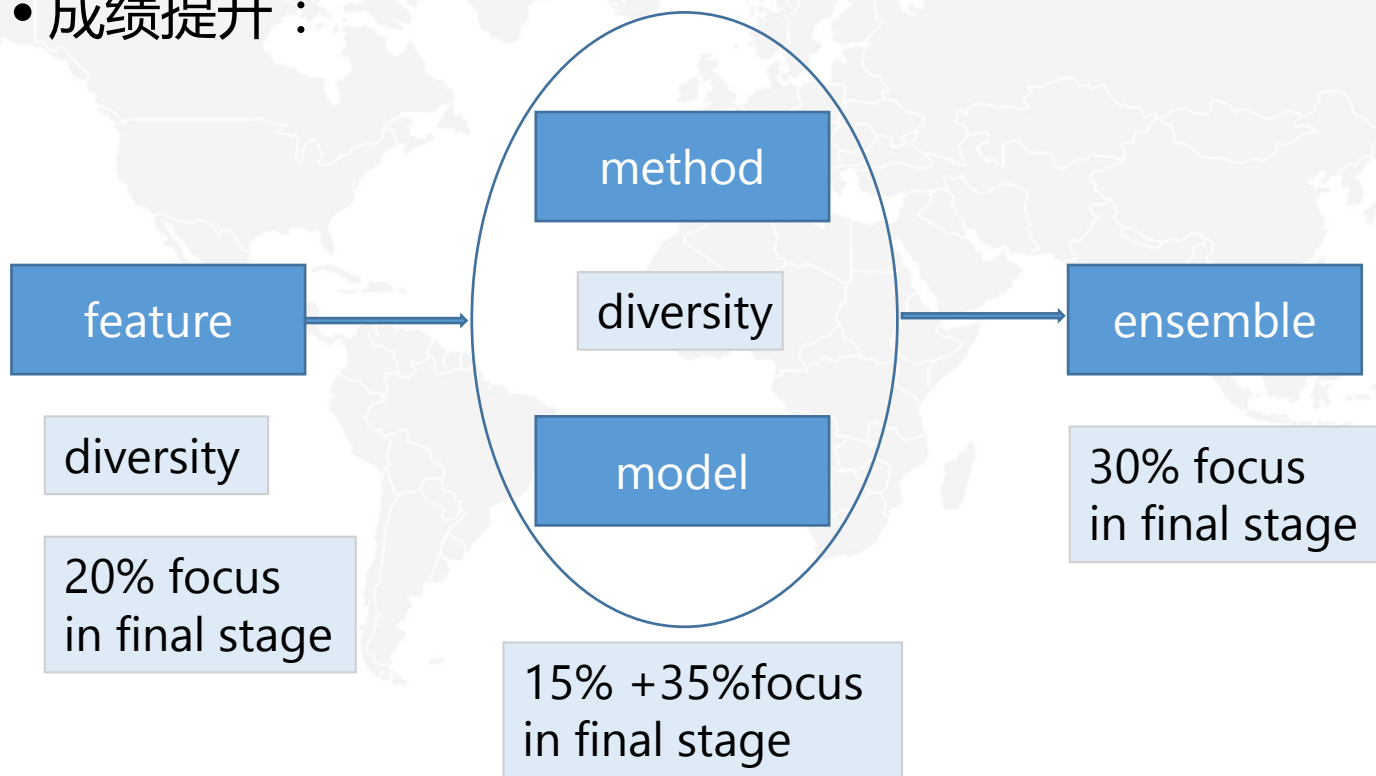 • 成绩提升：
method
diversity
model
feature
diversity
20% focus
in final stage
15% +35%focus
in final stage
ensemble
30% focus
in final stage